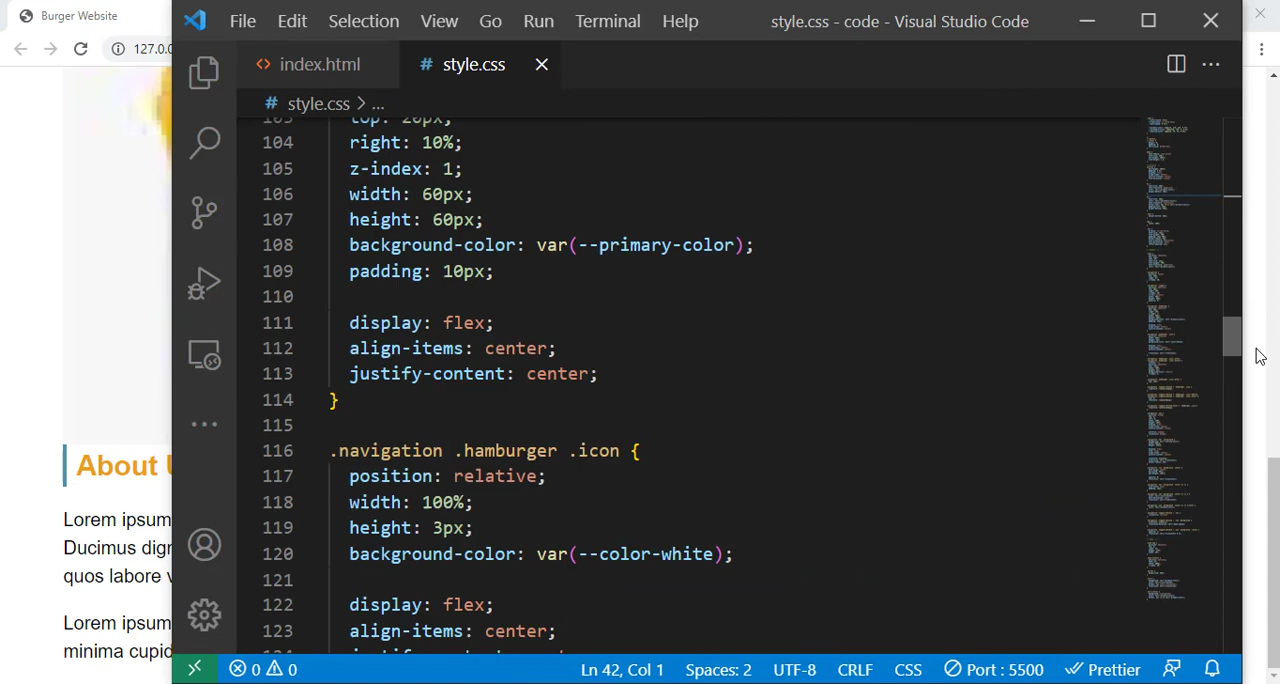 Burger Website
127.0.0
File Edit Selection View Go Run Terminal Help
style.css - code - Visual Studio Code
index.html
# style.css
# style.css > ...
103 top: 20px;
104 right: 10%;
105 z-index: 1;
106 width: 60px;
107 height: 60px;
108 background-color: var(--primary-color);
109 padding: 10px;
110
111 display: flex;
112 align-items: center;
113 justify-content: center;
114 }
115
116 .navigation .hamburger .icon {
117 position: relative;
118 width: 100%;
119 height: 3px;
120 background-color: var(--color-white);
121
122 display: flex;
123 align-items: center;
About U
Lorem ipsum
Ducimus dign
quos labore v
Lorem ipsum
minima cupid
0 0
Ln 42, Col 1 Spaces: 2 UTF-8 CRLF CSS Port : 5500 Prettier